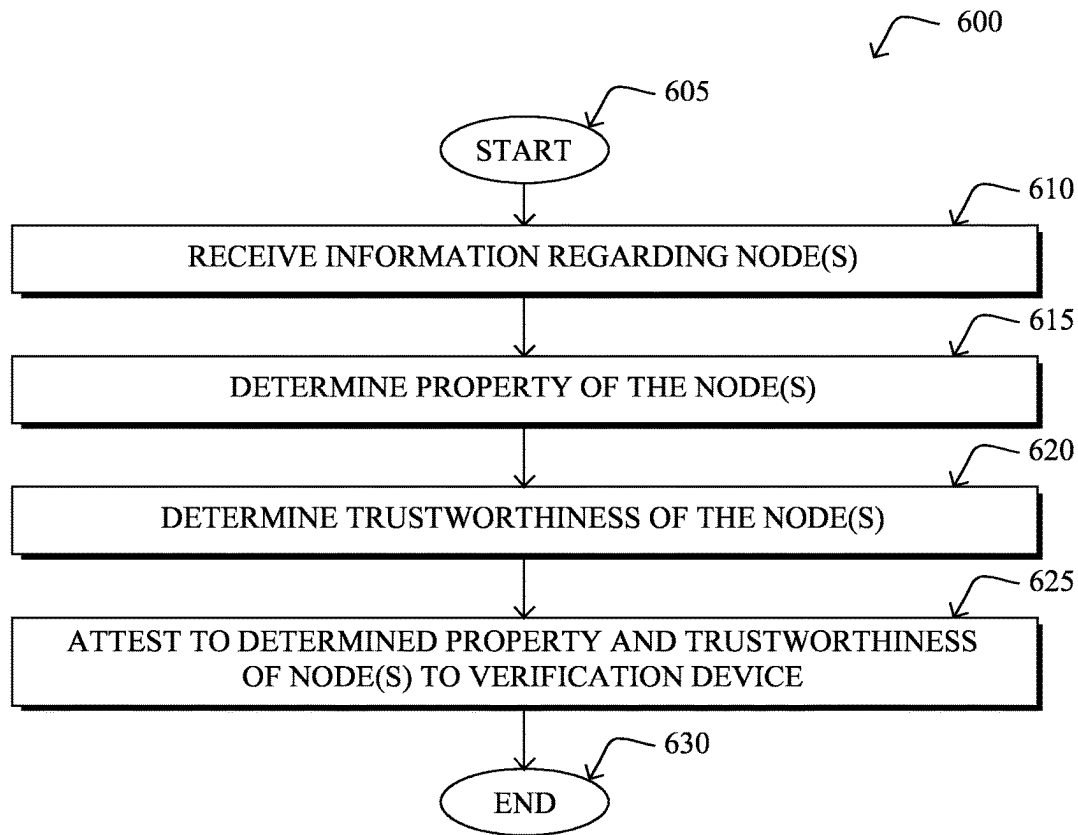 600
605
START
610
RECEIVE INFORMATION REGARDING NODE(S)
615
DETERMINE PROPERTY OF THE NODE(S)
620
DETERMINE TRUSTWORTHINESS OF THE NODE(S)
625
ATTEST TO DETERMINED PROPERTY AND TRUSTWORTHINESS
OF NODE(S) TO VERIFICATION DEVICE
630
END